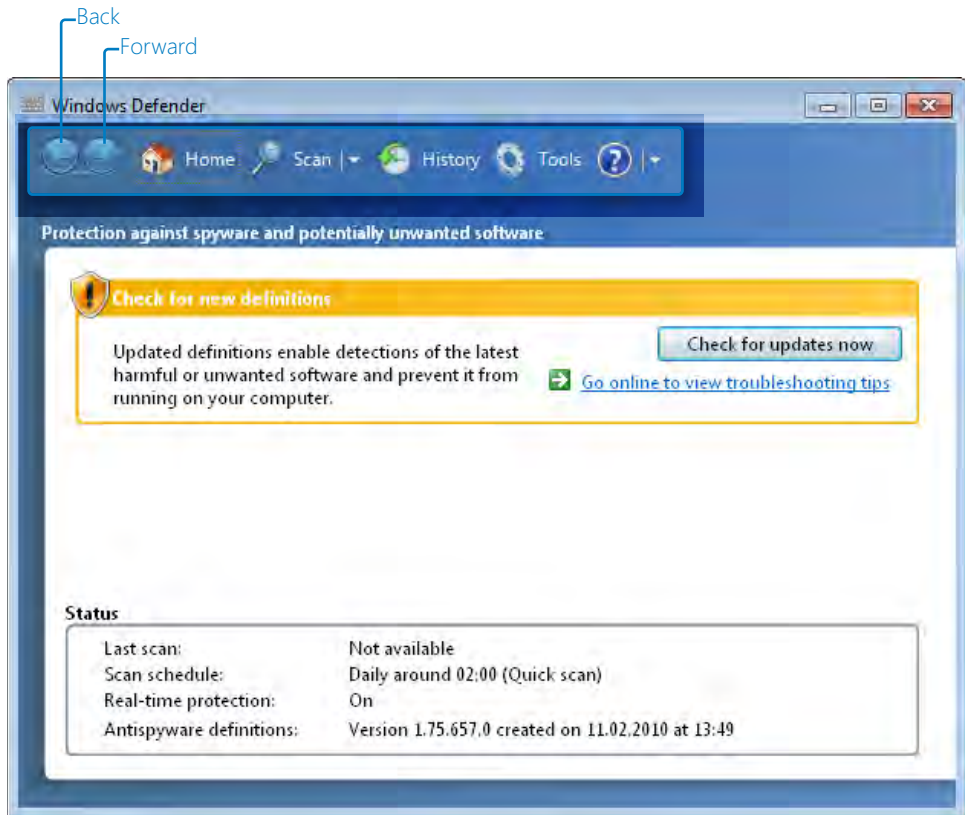 Back
Forward
Windows Defender
Home Scan History Tools ?
Protection against spyware and potentially unwanted software
Check for new definitions
Updated definitions enable detections of the latest
harmful or unwanted software and prevent it from
running on your computer.
Check for updates now
Go online to view troubleshooting tips
Status
Last scan: Not available
Scan schedule: Daily around 02:00 (Quick scan)
Real-time protection: On
Antispyware definitions: Version 1.75.657.0 created on 11.02.2010 at 13:49